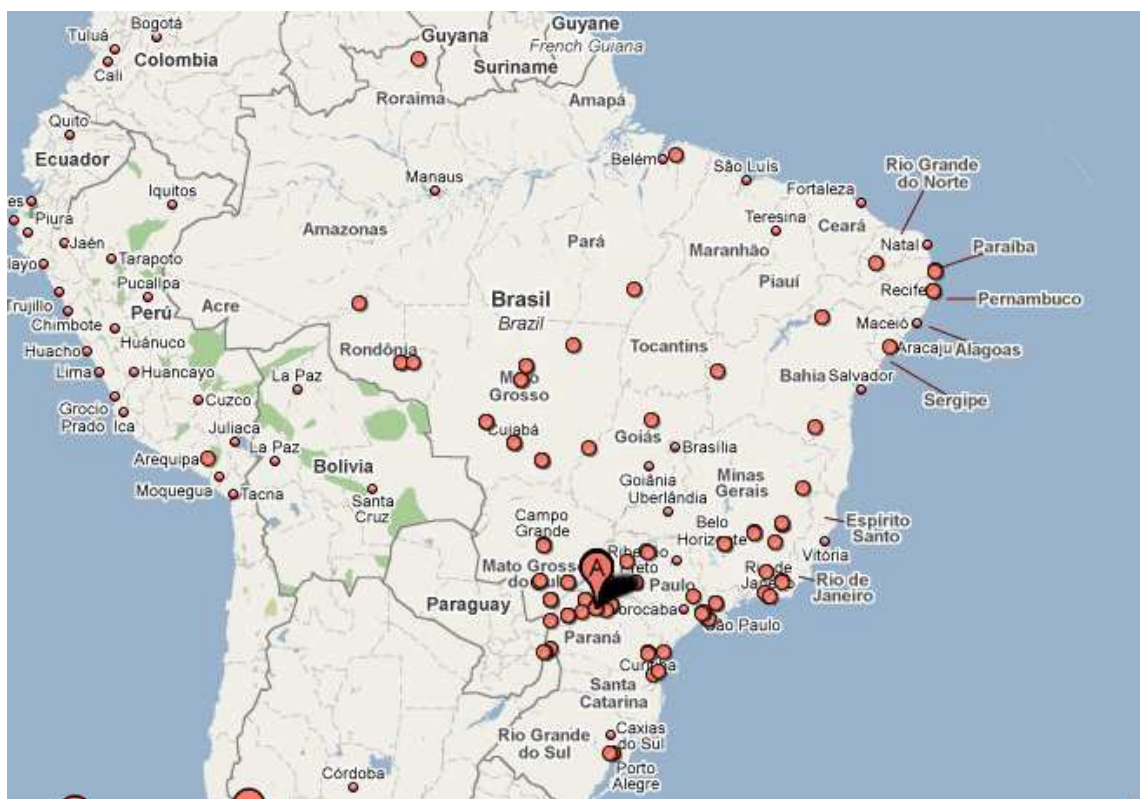 Bogotá
Tuluá
Cali
Colombia
Guyana
Guyane
French Guiana
Suriname
Roraima
Amapá
Quito
Ecuador
Belém
São Luís
Rio Grande
do Norte
Manaus
Iquitos
Fortaleza
Teresina
Ceará
Piura
Amazonas
Pará
Maranhão
Natal
Paraíba
Jaén
Tarapoto
Piauí
Pucallpa
Recife
Pernambuco
Trujillo
Perú
Acre
Brasil
Brazil
Chimbote
Huánuco
Maceió
Alagoas
Huacho
Rondônia
Tocantins
Aracaju
Lima
Huancayo
La Paz
Mato
Grosso
Bahia
Salvador
Sergipe
Grocio
Prado
Ica
Cuzco
Juliaca
Cuiabá
Goiás
Brasília
Arequipa
La Paz
Bolivia
Goiânia
Minas
Gerais
Moquegua
Tacna
Santa
Cruz
Uberlândia
Campo
Grande
Belo
Horizonte
Espírito
Santo
Vitória
A
Preto
Mato Grosso
do Sul
Paulo
Rio de
Janeiro
Paraguay
Sorocaba
São Paulo
Paraná
Curitiba
Santa
Catarina
Rio Grande
do Sul
Caxias
do Sul
Córdoba
Porto
Alegre